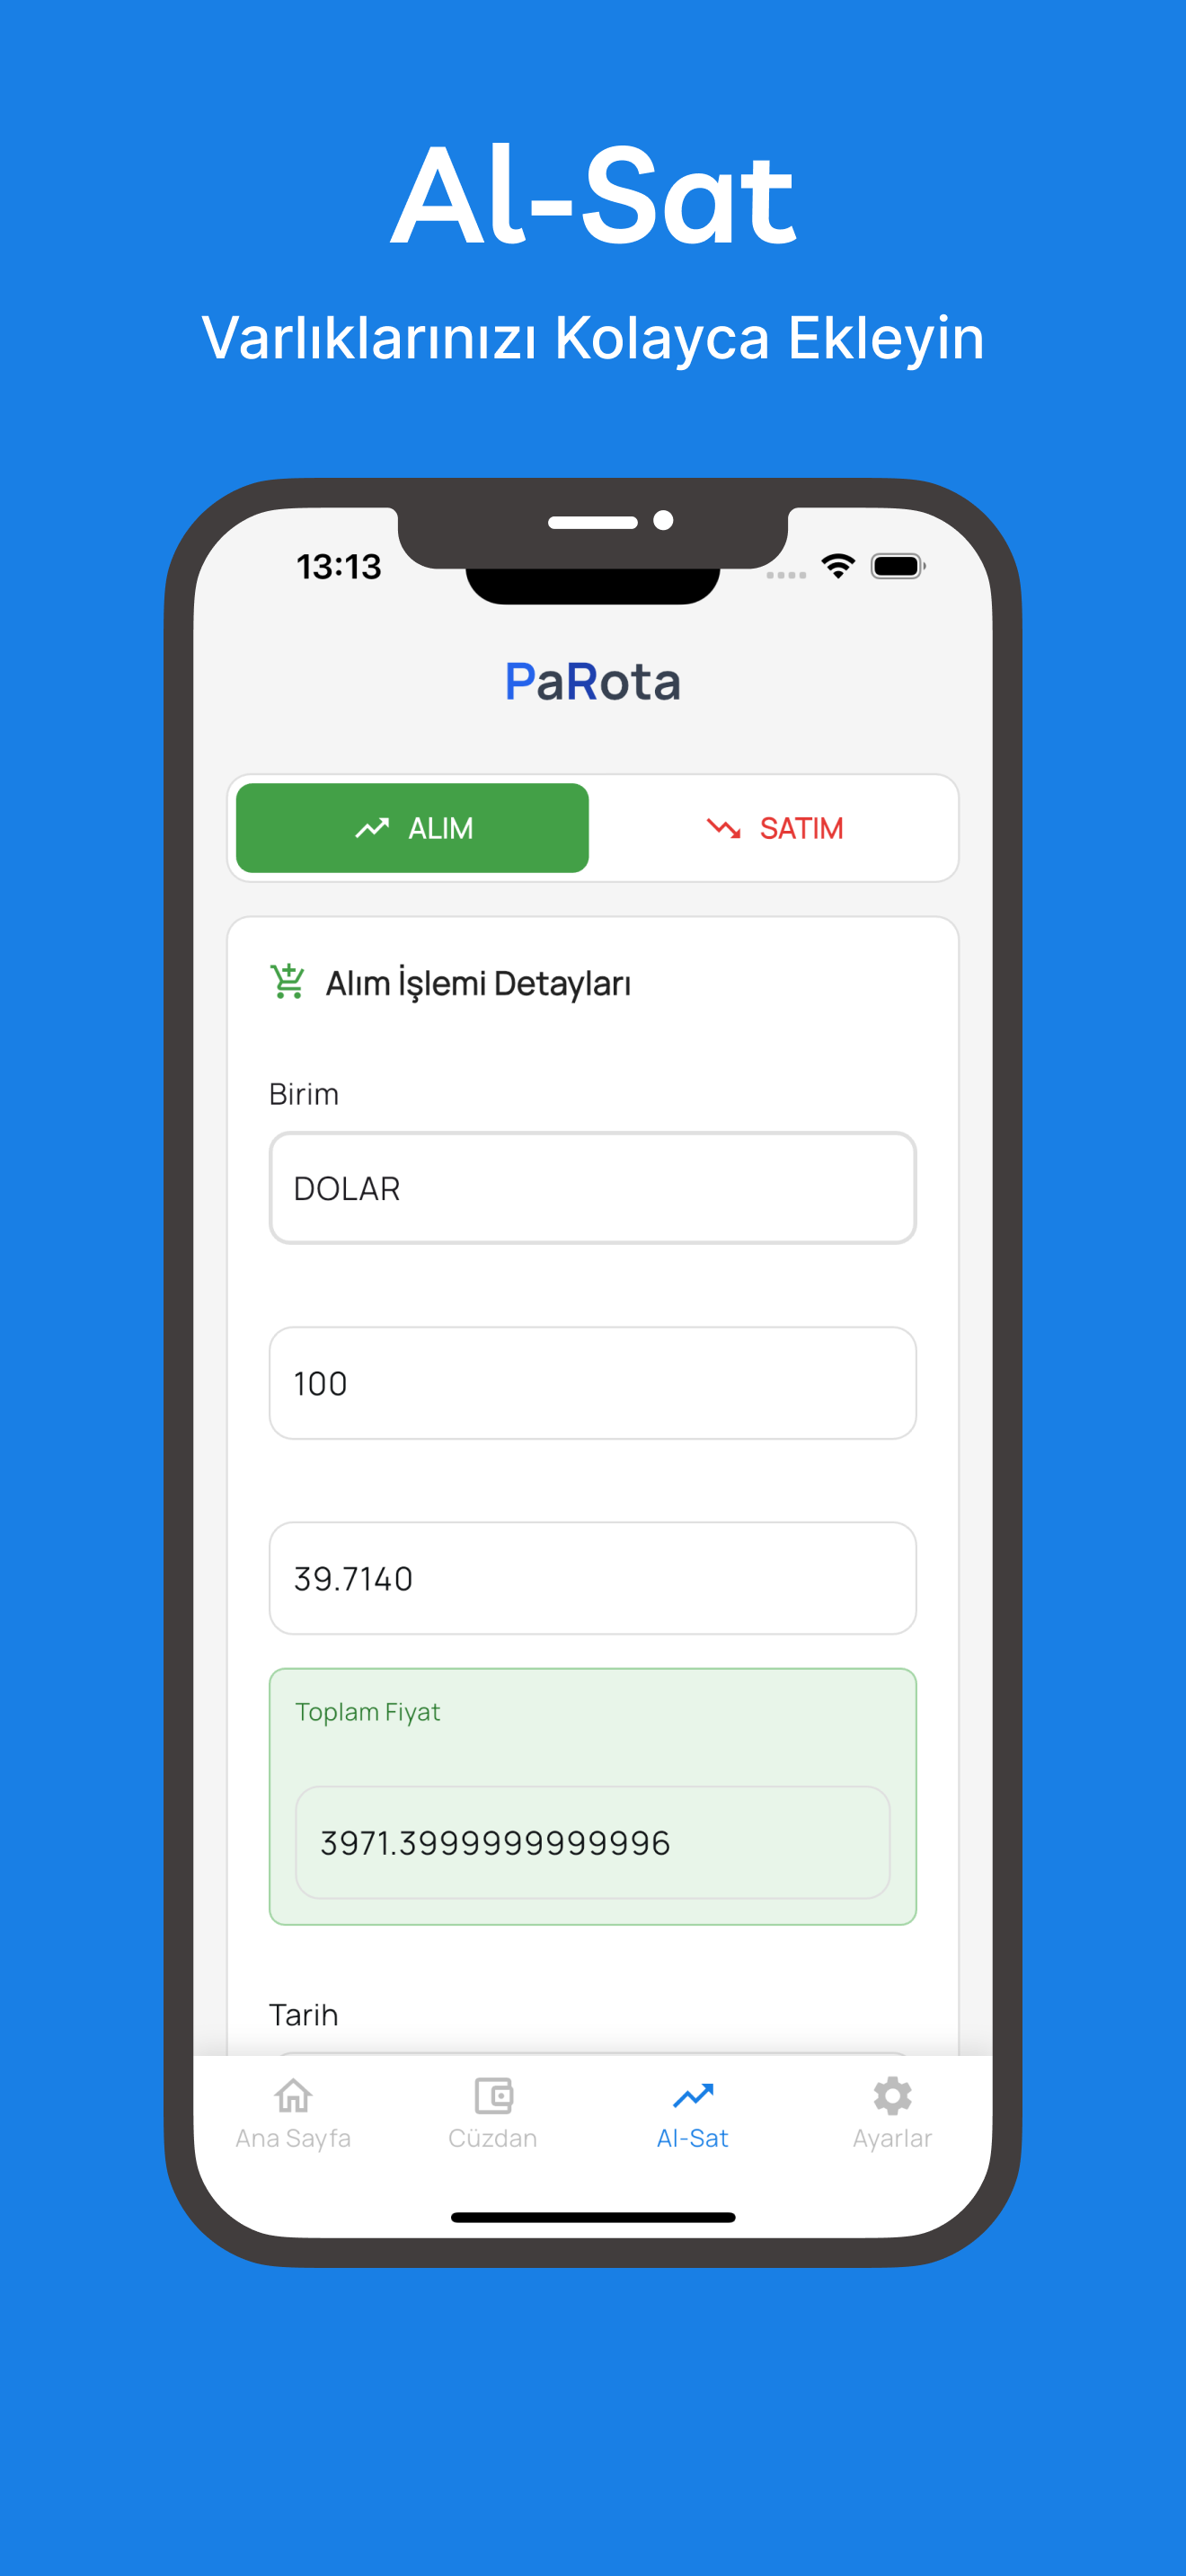 Al-Sat
Varlıklarınızı Kolayca Ekleyin
13:13
PaRota
ALIM
SATIM
Alım İşlemi Detayları
Birim
DOLAR
100
39.7140
Toplam Fiyat
3971.3999999999996
Tarih
Ana Sayfa
Cüzdan
Al-Sat
Ayarlar